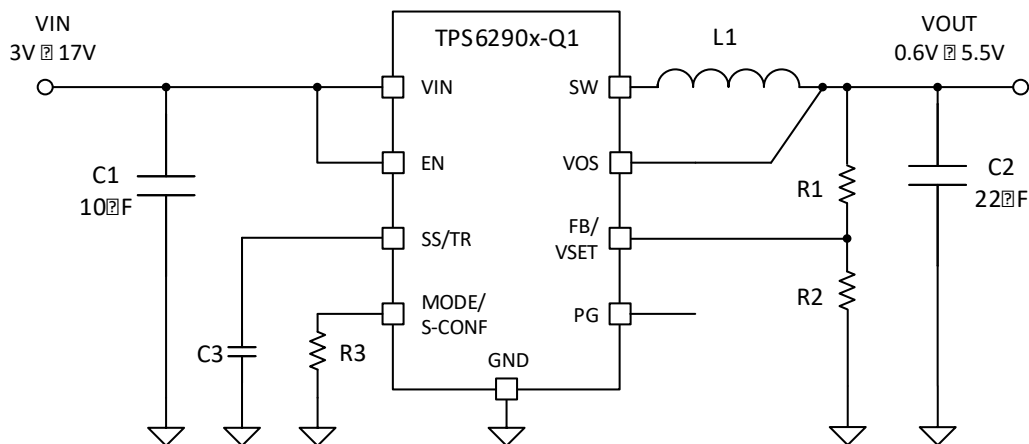 VIN
3V 17V
TPS6290x-Q1
L1
VOUT
0.6V 5.5V
VIN
SW
EN
VOS
C1
10 F
R1
C2
22 F
SS/TR
FB/
VSET
R2
MODE/
S-CONF
PG
C3
R3
GND